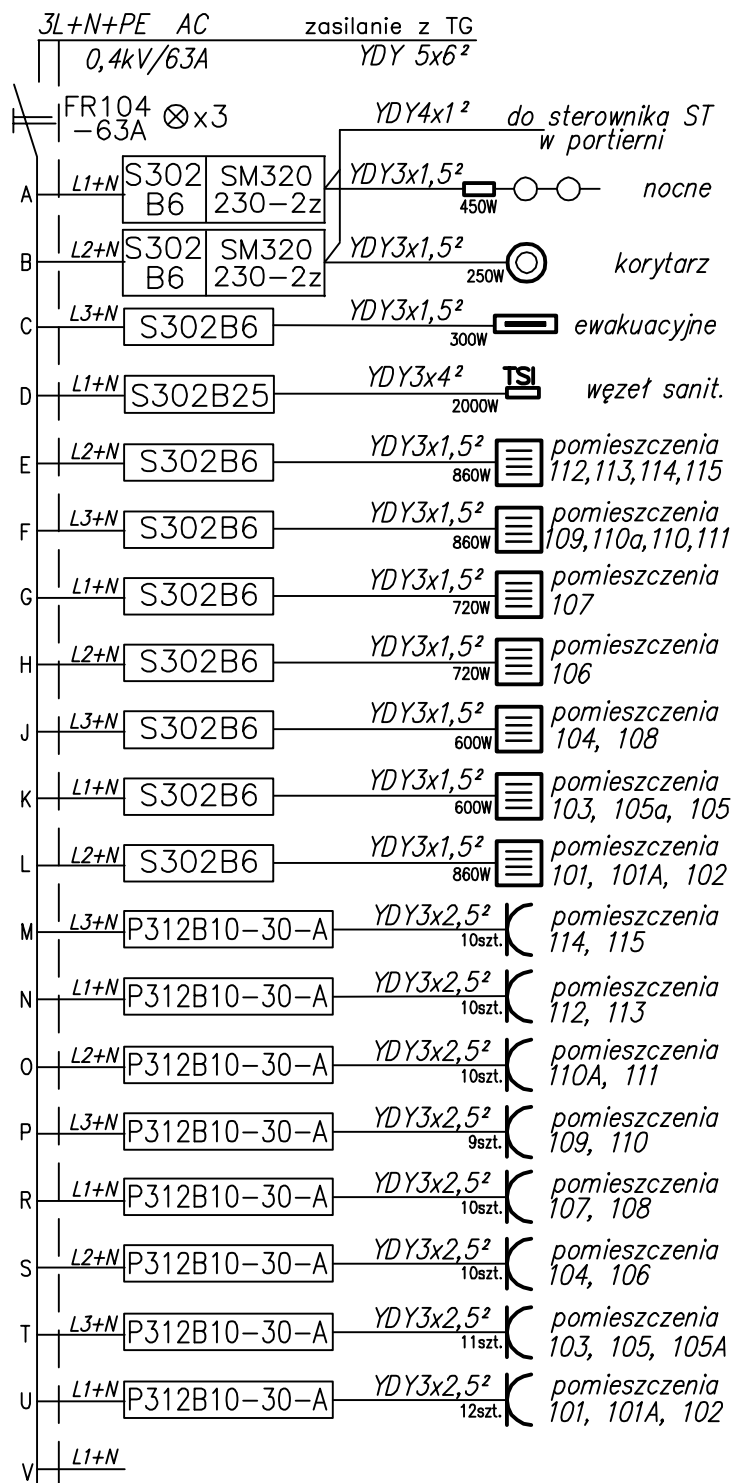 3L+N+PE AC zasilanie z TG
0,4kV/63A YDY 5x6²
FR104
-63A x3
YDY4x1² do sterownika ST
w portierni
A L1+N S302 B6 SM320 230-2z YDY3x1,5² 450W nocne
B L2+N S302 B6 SM320 230-2z YDY3x1,5² 250W korytarz
C L3+N S302B6 YDY3x1,5² 300W ewakuacyjne
D L1+N S302B25 YDY3x4² 2000W TSI węzeł sanit.
E L2+N S302B6 YDY3x1,5² 860W pomieszczenia
112,113,114,115
F L3+N S302B6 YDY3x1,5² 860W pomieszczenia
109,110a,110,111
G L1+N S302B6 YDY3x1,5² 720W pomieszczenia
107
H L2+N S302B6 YDY3x1,5² 720W pomieszczenia
106
J L3+N S302B6 YDY3x1,5² 600W pomieszczenia
104, 108
K L1+N S302B6 YDY3x1,5² 600W pomieszczenia
103, 105a, 105
L L2+N S302B6 YDY3x1,5² 860W pomieszczenia
101, 101A, 102
M L3+N P312B10-30-A YDY3x2,5² 10szt. pomieszczenia
114, 115
N L1+N P312B10-30-A YDY3x2,5² 10szt. pomieszczenia
112, 113
O L2+N P312B10-30-A YDY3x2,5² 10szt. pomieszczenia
110A, 111
P L3+N P312B10-30-A YDY3x2,5² 9szt. pomieszczenia
109, 110
R L1+N P312B10-30-A YDY3x2,5² 10szt. pomieszczenia
107, 108
S L2+N P312B10-30-A YDY3x2,5² 10szt. pomieszczenia
104, 106
T L3+N P312B10-30-A YDY3x2,5² 11szt. pomieszczenia
103, 105, 105A
U L1+N P312B10-30-A YDY3x2,5² 12szt. pomieszczenia
101, 101A, 102
V L1+N